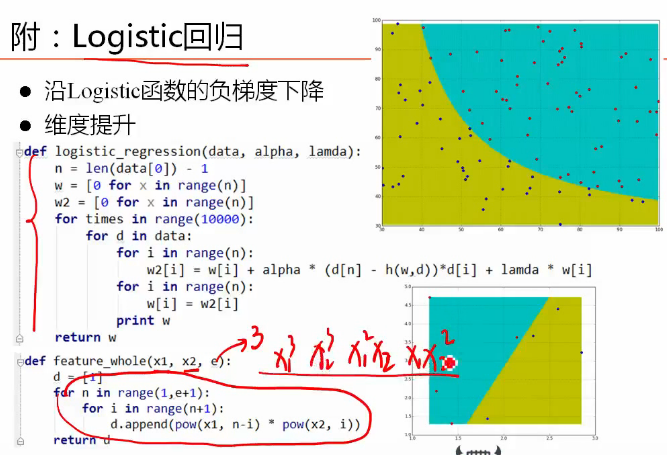 附：Logistic回归
● 沿Logistic函数的负梯度下降
● 维度提升
def logistic_regression(data, alpha, lamda):
n = len(data[0]) - 1
w = [0 for x in range(n)]
w2 = [0 for x in range(n)]
for times in range(10000):
for d in data:
for i in range(n):
w2[i] = w[i] + alpha * (d[n] - h(w,d))*d[i] + lamda * w[i]
for i in range(n):
w[i] = w2[i]
print w
return w
def feature_whole(x1, x2, e):
d = [1]
for n in range(1,e+1):
for i in range(n+1):
d.append(pow(x1, n-i) * pow(x2, i))
return d
3 x₁³ x₂³ x₁²x₂ x₁x₂²
100
90
80
70
60
50
40
30
30 40 50 60 70 80 90 100
5.0
4.5
4.0
3.5
3.0
2.5
2.0
1.5
1.0
1.0 1.5 2.0 2.5 3.0